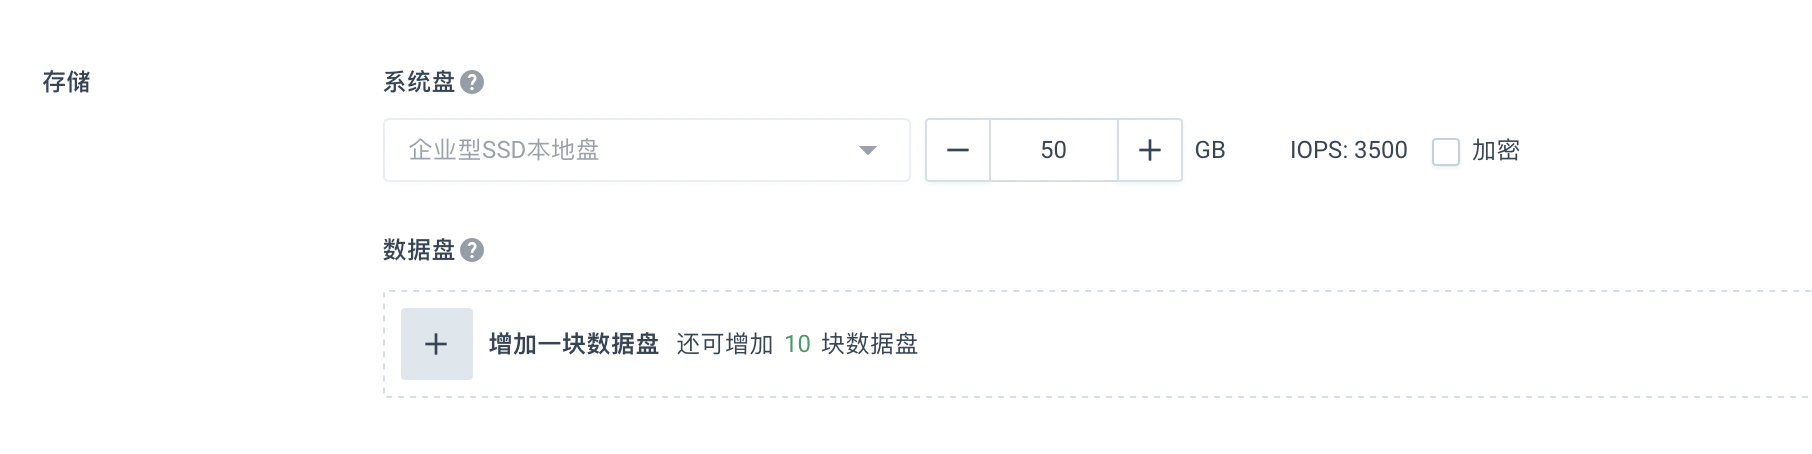 存储
系统盘 ?
企业型SSD本地盘 50 GB IOPS: 3500 加密
数据盘 ?
增加一块数据盘 还可增加 10 块数据盘